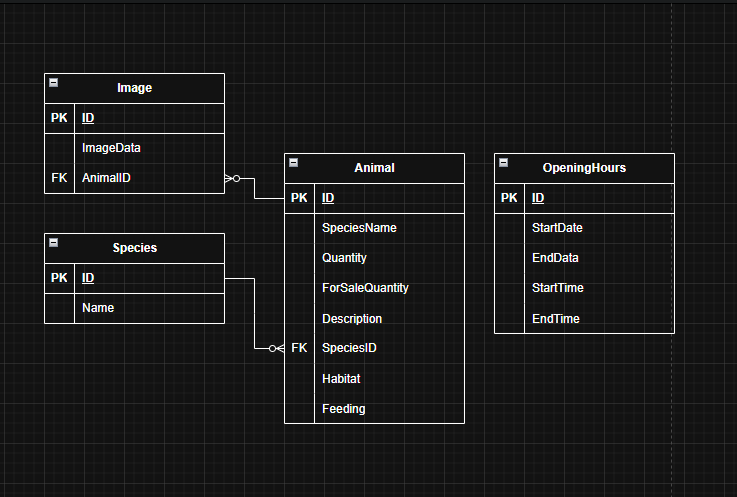 Image
PK ID
ImageData
FK AnimalID
Species
PK ID
Name
Animal
PK ID
SpeciesName
Quantity
ForSaleQuantity
Description
FK SpeciesID
Habitat
Feeding
OpeningHours
PK ID
StartDate
EndData
StartTime
EndTime